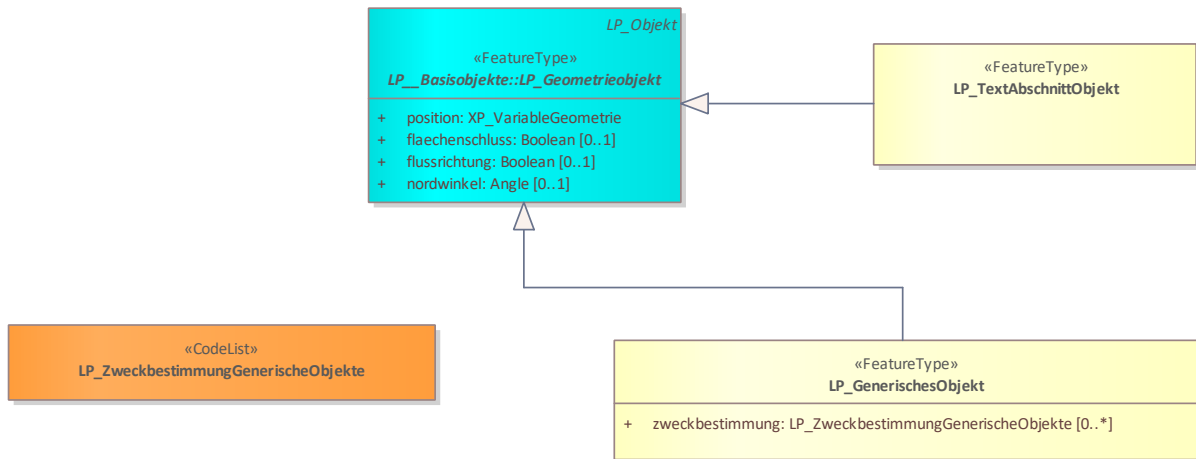 LP_Objekt
«FeatureType»
LP__Basisobjekte::LP_Geometrieobjekt
+ position: XP_VariableGeometrie
+ flaechenschluss: Boolean [0..1]
+ flussrichtung: Boolean [0..1]
+ nordwinkel: Angle [0..1]
«FeatureType»
LP_TextAbschnittObjekt
«CodeList»
LP_ZweckbestimmungGenerischeObjekte
«FeatureType»
LP_GenerischesObjekt
+ zweckbestimmung: LP_ZweckbestimmungGenerischeObjekte [0..*]